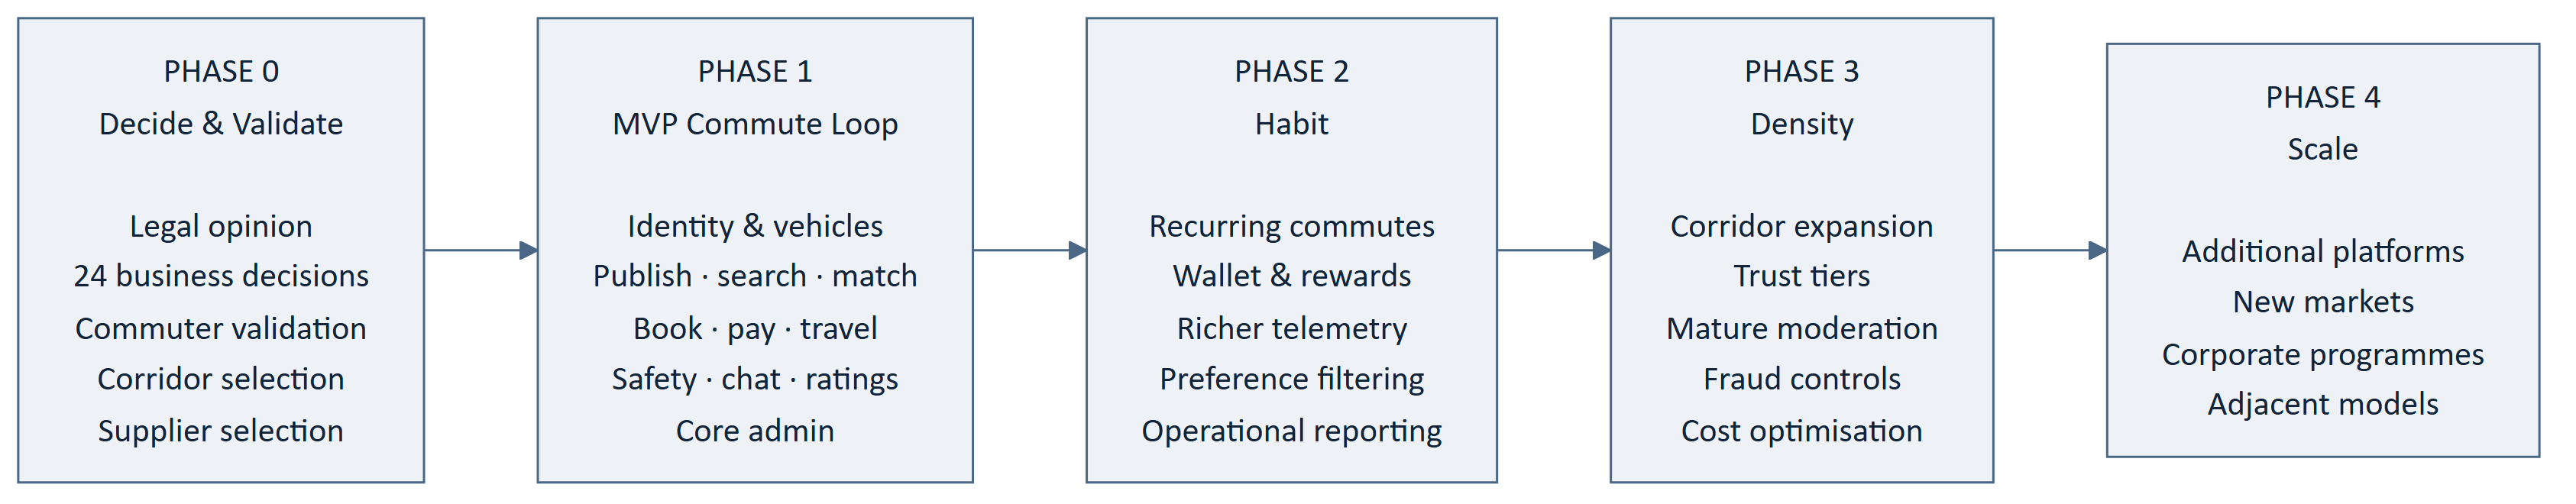 PHASE 0
Decide & Validate
Legal opinion
24 business decisions
Commuter validation
Corridor selection
Supplier selection
PHASE 1
MVP Commute Loop
Identity & vehicles
Publish · search · match
Book · pay · travel
Safety · chat · ratings
Core admin
PHASE 2
Habit
Recurring commutes
Wallet & rewards
Richer telemetry
Preference filtering
Operational reporting
PHASE 3
Density
Corridor expansion
Trust tiers
Mature moderation
Fraud controls
Cost optimisation
PHASE 4
Scale
Additional platforms
New markets
Corporate programmes
Adjacent models